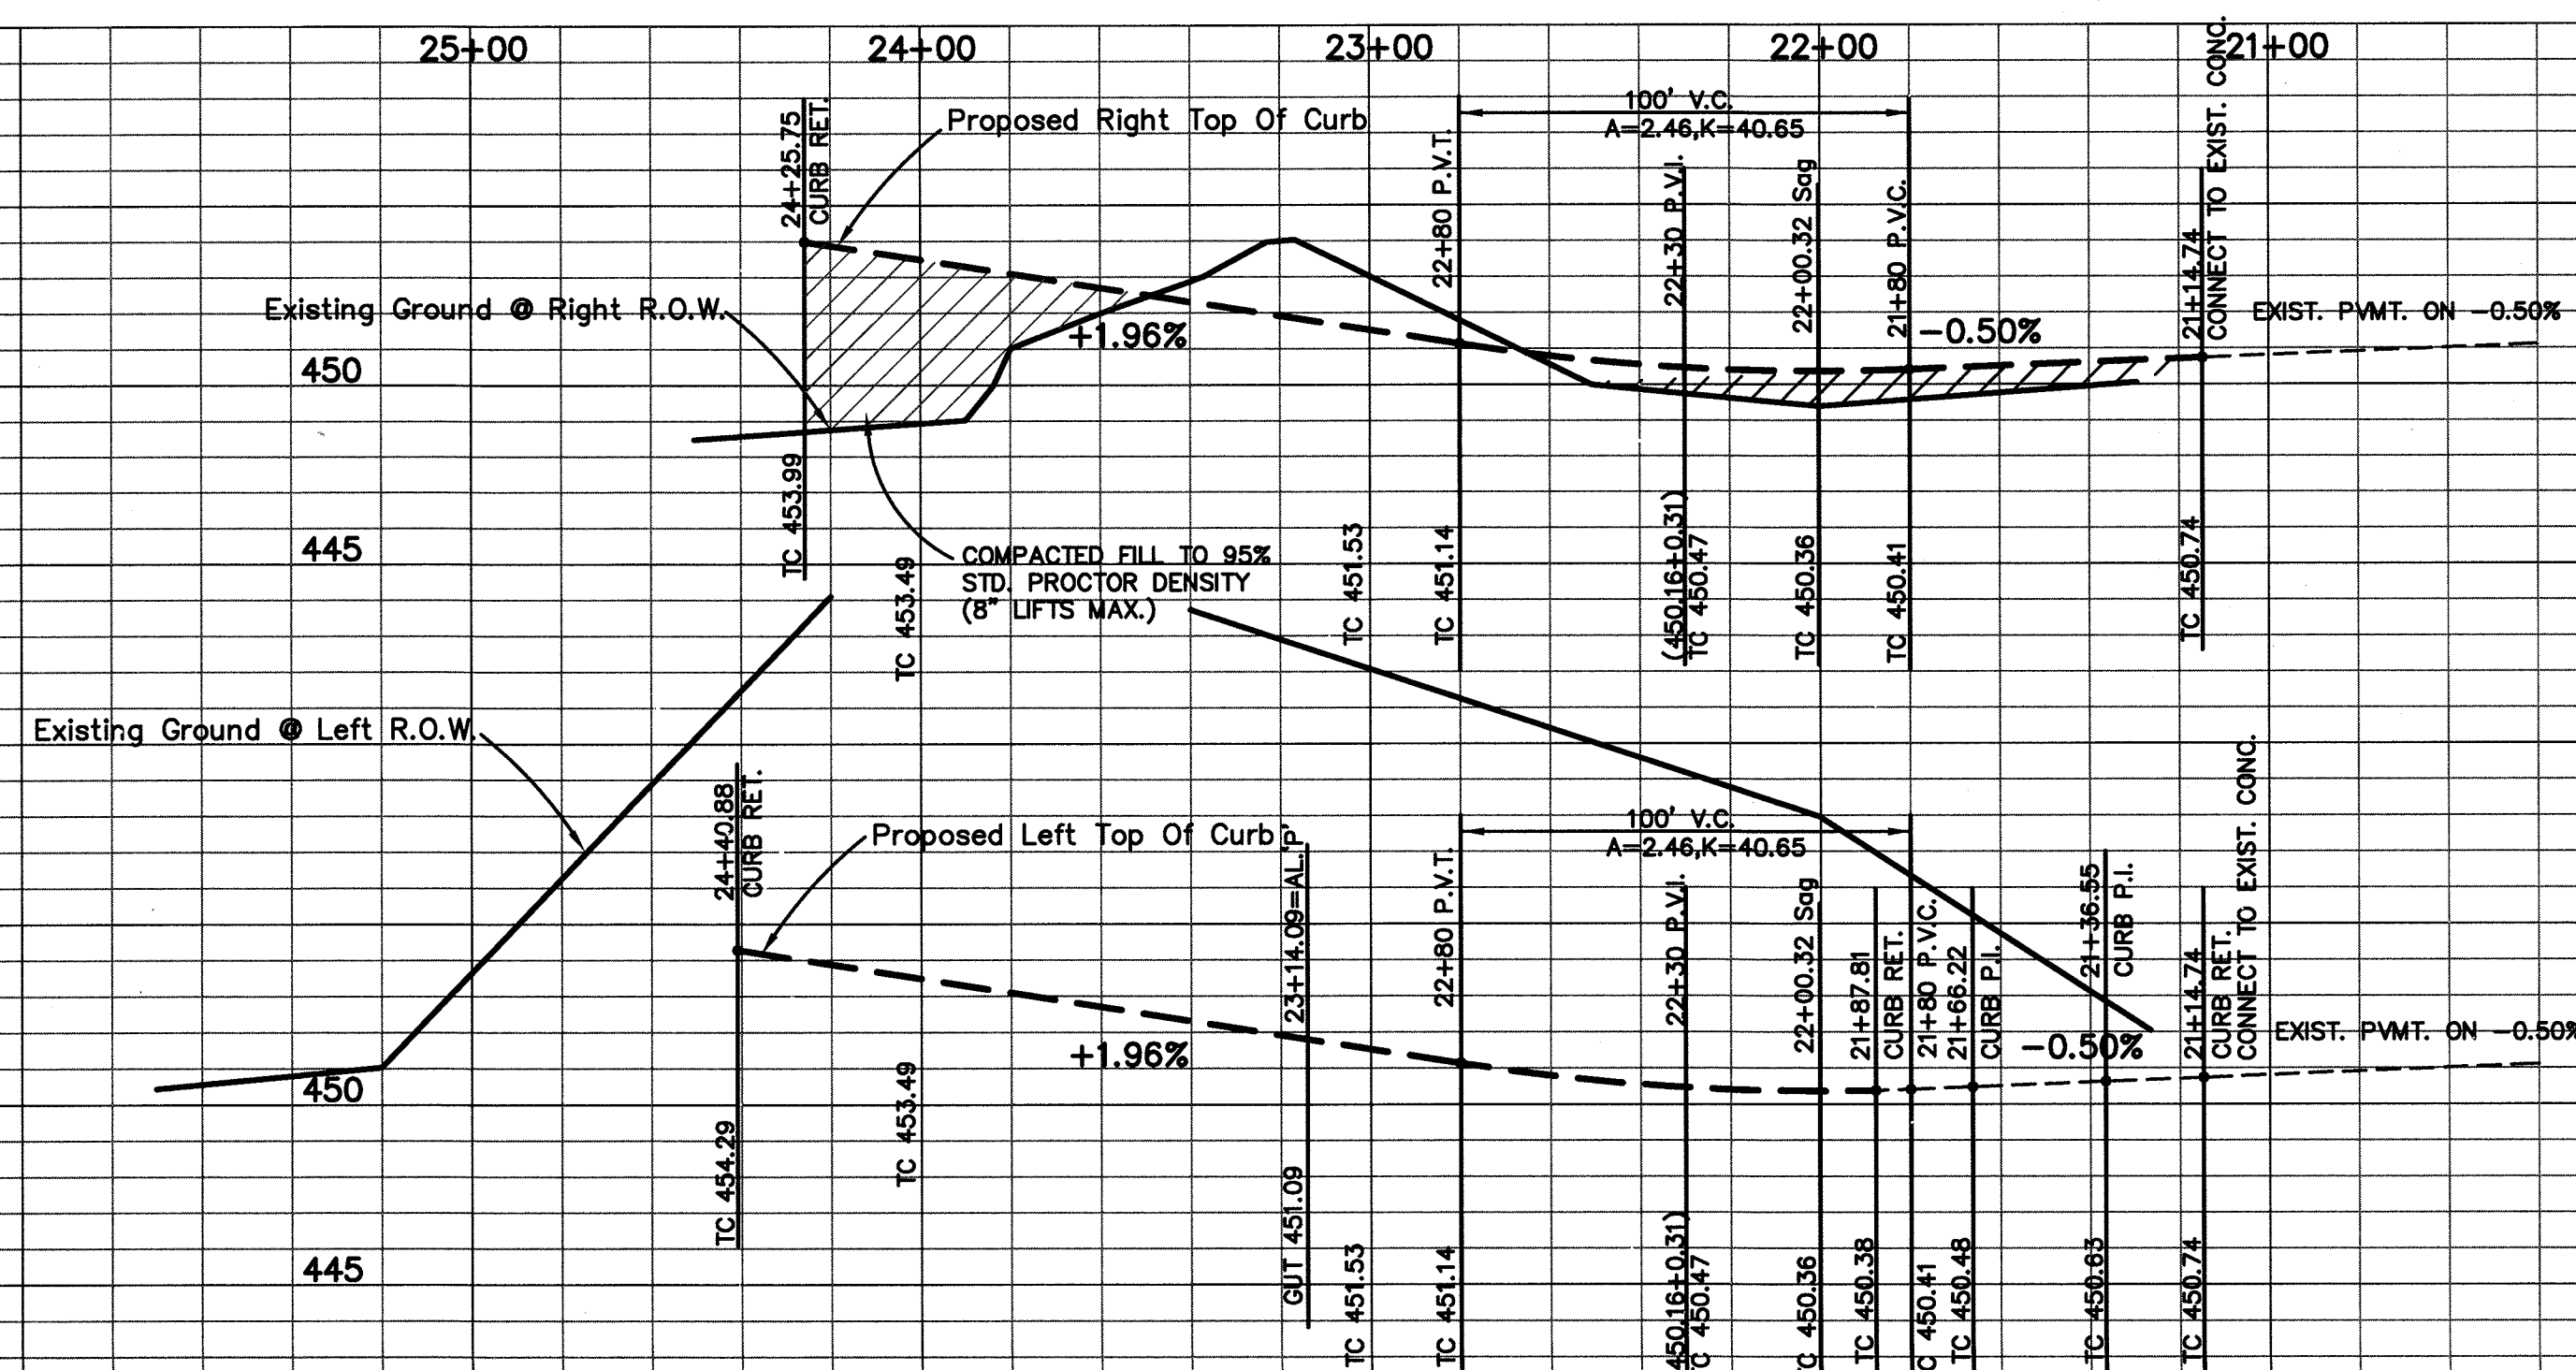 25+00
24+00
23+00
22+00
21+00
24+25.75
CURB RET.
Proposed Right Top Of Curb
22+80 P.V.T.
100' V.C.
A=2.46,K=40.65
22+30 P.V.I.
22+00.32 Sag
21+80 P.V.C.
21+14.74
CONNECT TO EXIST. CONC.
Existing Ground @ Right R.O.W.
+1.96%
-0.50%
EXIST. PVMT. ON -0.50%
450
445
TC 453.99
TC 453.49
COMPACTED FILL TO 95%
STD. PROCTOR DENSITY
(8" LIFTS MAX.)
TC 451.53
TC 451.14
(450.16+0.31)
TC 450.47
TC 450.36
TC 450.41
TC 450.74
Existing Ground @ Left R.O.W.
24+40.88
CURB RET.
Proposed Left Top Of Curb
23+14.09=AL.'P'
22+80 P.V.T.
100' V.C.
A=2.46,K=40.65
22+30 P.V.I.
22+00.32 Sag
21+87.81
CURB RET.
21+80 P.V.C.
21+66.22
CURB P.I.
21+36.55
CURB P.I.
21+14.74
CURB RET.
CONNECT TO EXIST. CONC.
+1.96%
-0.50%
EXIST. PVMT. ON -0.50%
450
445
TC 454.29
TC 453.49
GUT 451.09
TC 451.53
TC 451.14
450.16+0.31)
TC 450.47
TC 450.36
TC 450.38
C 450.41
TC 450.48
TC 450.63
TC 450.74